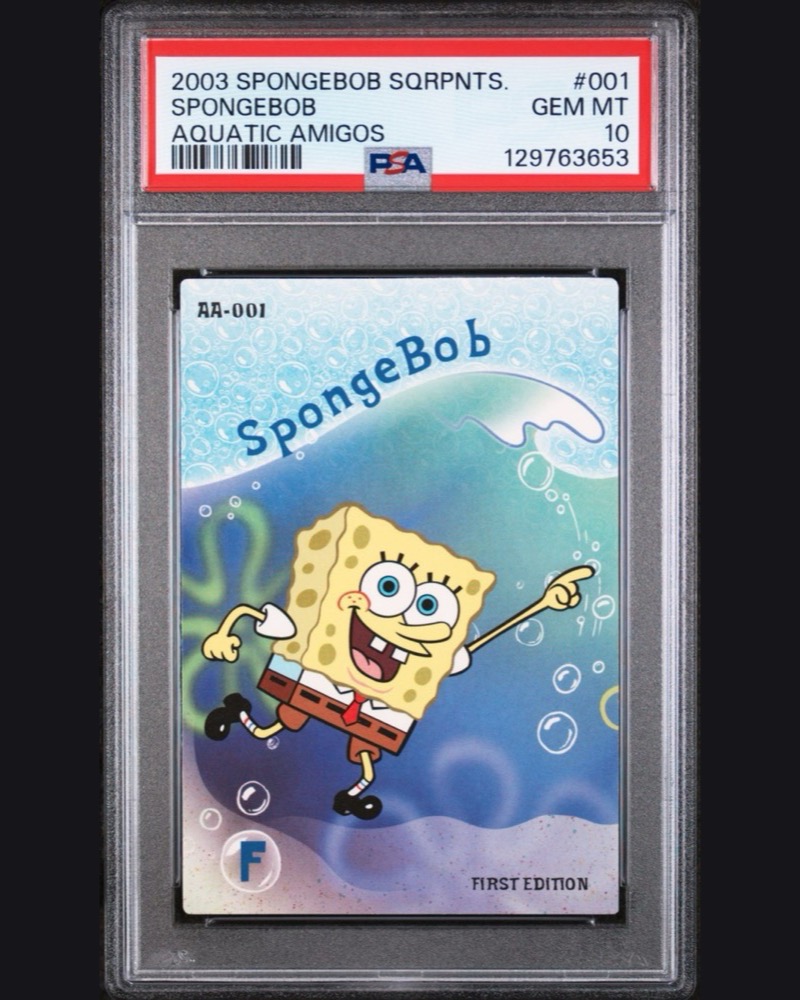 2003 SPONGEBOB SQRPNTS. #001
SPONGEBOB GEM MT
AQUATIC AMIGOS 10
PSA 129763653
AA-001
SpongeBob
F
FIRST EDITION